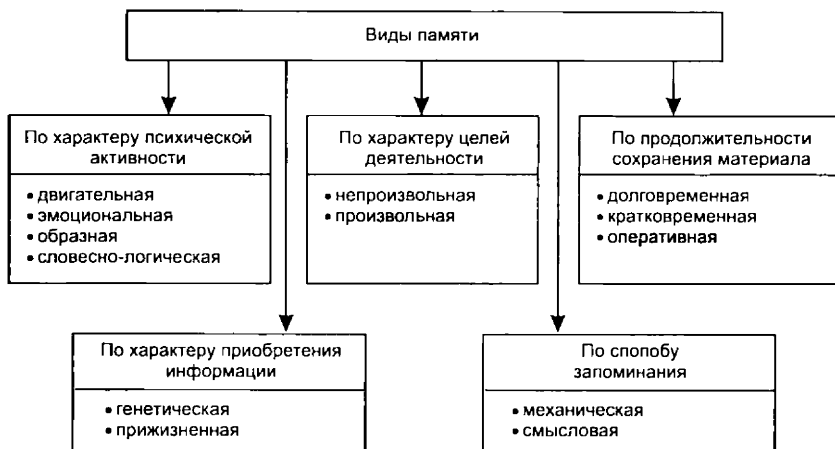 Виды памяти
По характеру психической
активности
• двигательная
• эмоциональная
• образная
• словесно-логическая
По характеру целей
деятельности
• непроизвольная
• произвольная
По продолжительности
сохранения материала
• долговременная
• кратковременная
• оперативная
По характеру приобретения
информации
• генетическая
• прижизненная
По спопобу
запоминания
• механическая
• смысловая